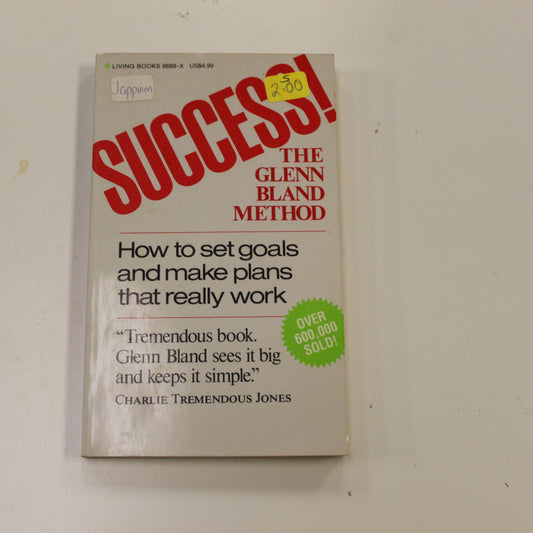 LIVING BOOKS 6689-X US$4.99
Jappinm
S
2.00
SUCCESS!
THE
GLENN
BLAND
METHOD
How to set goals
and make plans
that really work
OVER
600,000
SOLD!
“Tremendous book.
Glenn Bland sees it big
and keeps it simple.”
CHARLIE TREMENDOUS JONES